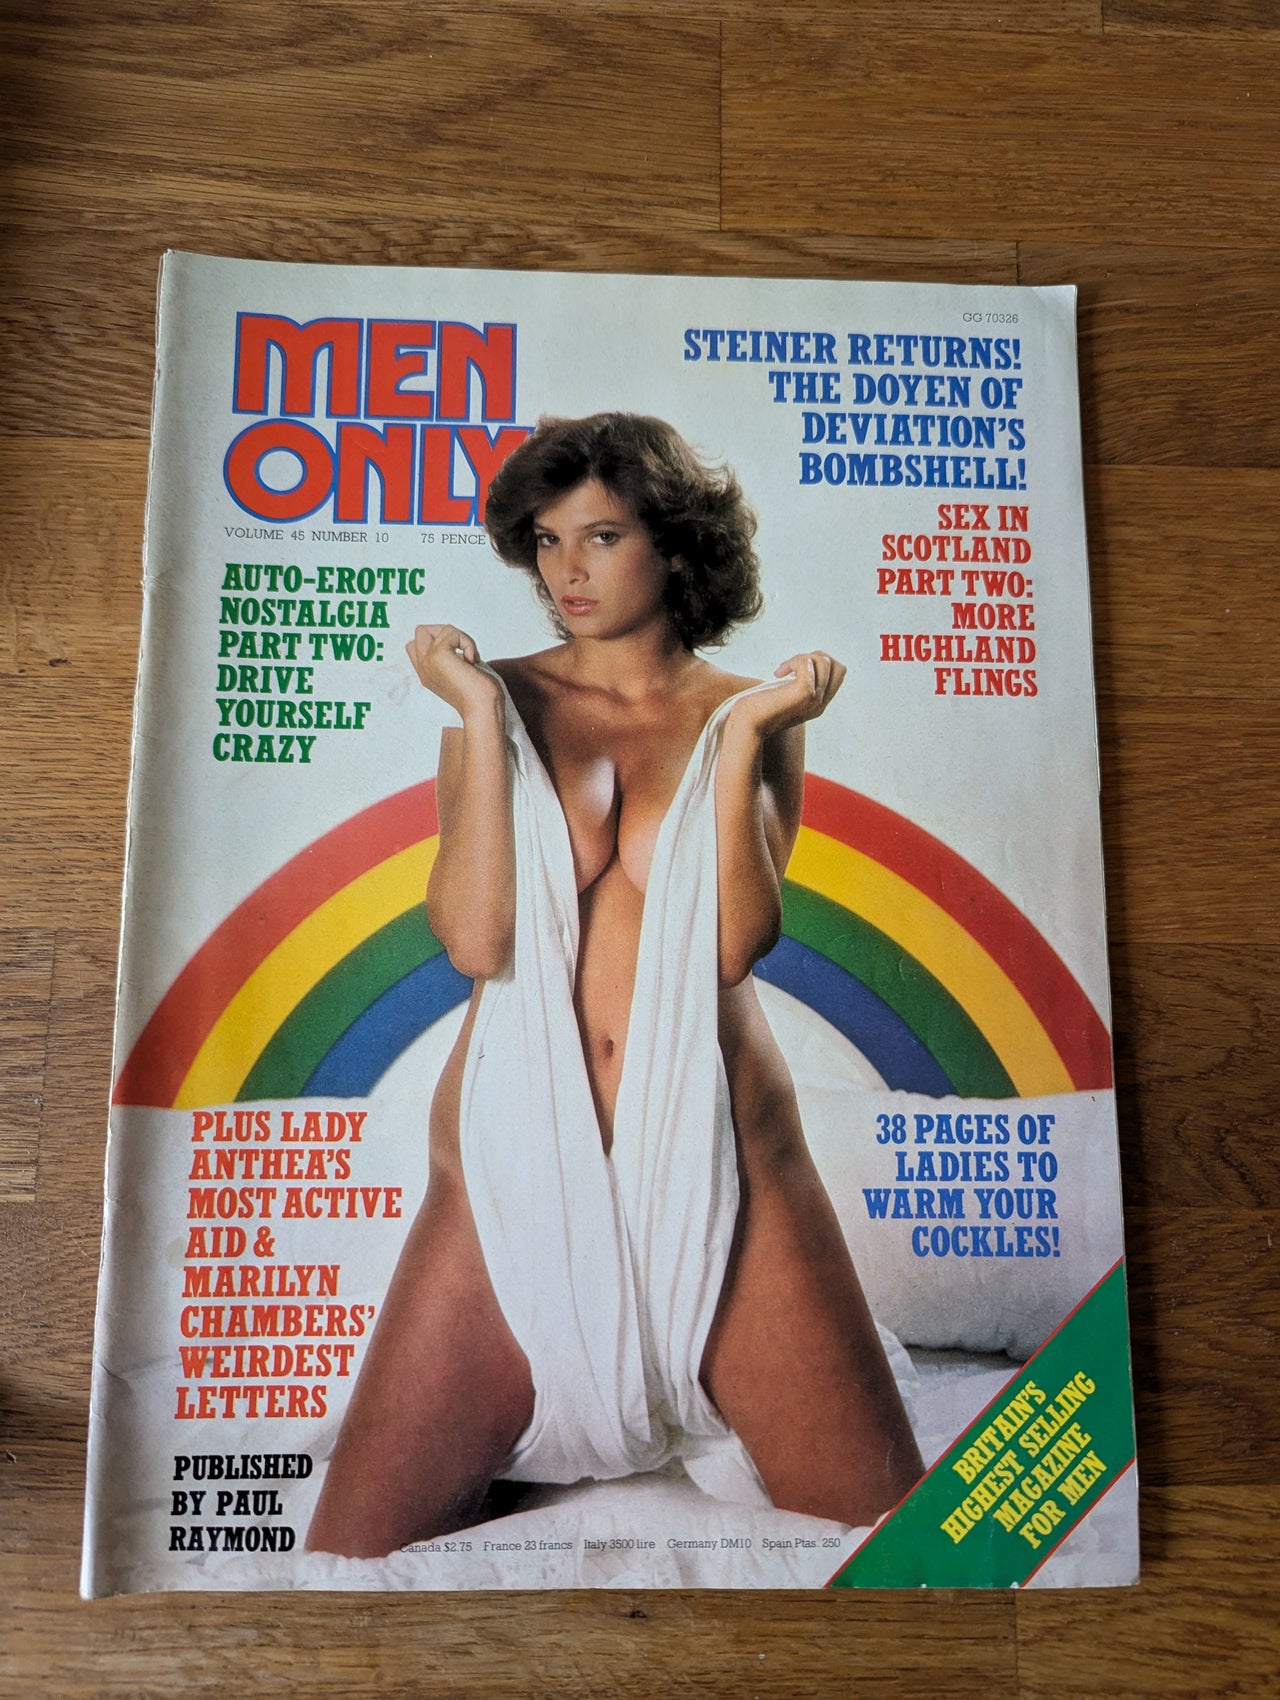 MEN
ONLY
VOLUME 45 NUMBER 10 75 PENCE
GG 70326
STEINER RETURNS!
THE DOYEN OF
DEVIATION'S
BOMBSHELL!
SEX IN
SCOTLAND
PART TWO:
MORE
HIGHLAND
FLINGS
AUTO-EROTIC
NOSTALGIA
PART TWO:
DRIVE
YOURSELF
CRAZY
PLUS LADY
ANTHEA'S
MOST ACTIVE
AID &
MARILYN
CHAMBERS'
WEIRDEST
LETTERS
38 PAGES OF
LADIES TO
WARM YOUR
COCKLES!
PUBLISHED
BY PAUL
RAYMOND
BRITAIN'S
HIGHEST SELLING
MAGAZINE
FOR MEN
Canada $2.75 France 23 francs Italy 3500 lire Germany DM10 Spain Ptas. 250